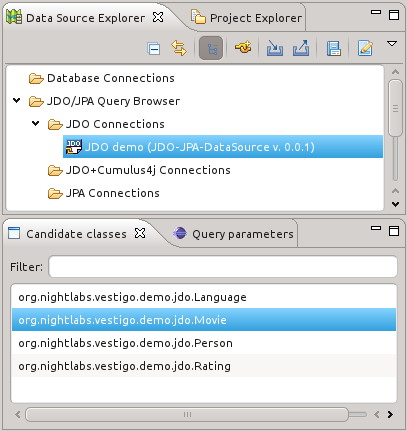 Data Source Explorer
Project Explorer
Database Connections
JDO/JPA Query Browser
JDO Connections
JDO
JDO demo (JDO-JPA-DataSource v. 0.0.1)
JDO+Cumulus4j Connections
JPA Connections
Candidate classes
Query parameters
Filter:
org.nightlabs.vestigo.demo.jdo.Language
org.nightlabs.vestigo.demo.jdo.Movie
org.nightlabs.vestigo.demo.jdo.Person
org.nightlabs.vestigo.demo.jdo.Rating